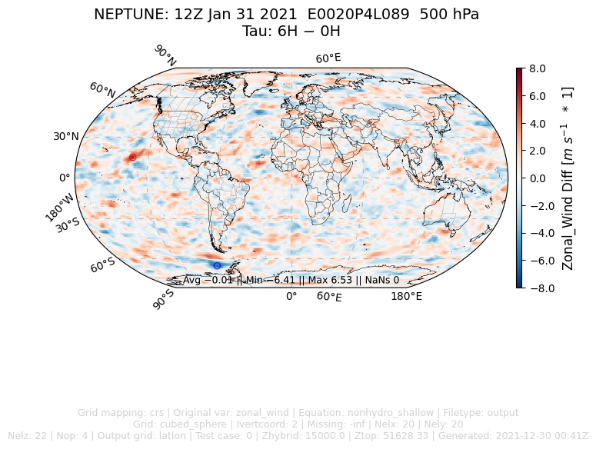 NEPTUNE: 12Z Jan 31 2021 E0020P4L089 500 hPa
Tau: 6H − 0H
90°N
60°E
60°N
30°N
0°
180°W
30°S
60°S
90°S
0°
60°E
180°E
Avg −0.01 || Min −6.41 || Max 6.53 || NaNs 0
8.0
6.0
4.0
2.0
0.0
−2.0
−4.0
−6.0
−8.0
Zonal_Wind Diff [m s⁻¹ * 1]
Grid mapping: crs | Original var: zonal_wind | Equation: nonhydro_shallow | Filetype: output
Grid: cubed_sphere | Ivertcoord: 2 | Missing: -inf | Nelx: 20 | Nely: 20
Nelz: 22 | Nop: 4 | Output grid: latlon | Test case: 0 | Zhybrid: 15000.0 | Ztop: 51628.33 | Generated: 2021-12-30 00:41Z